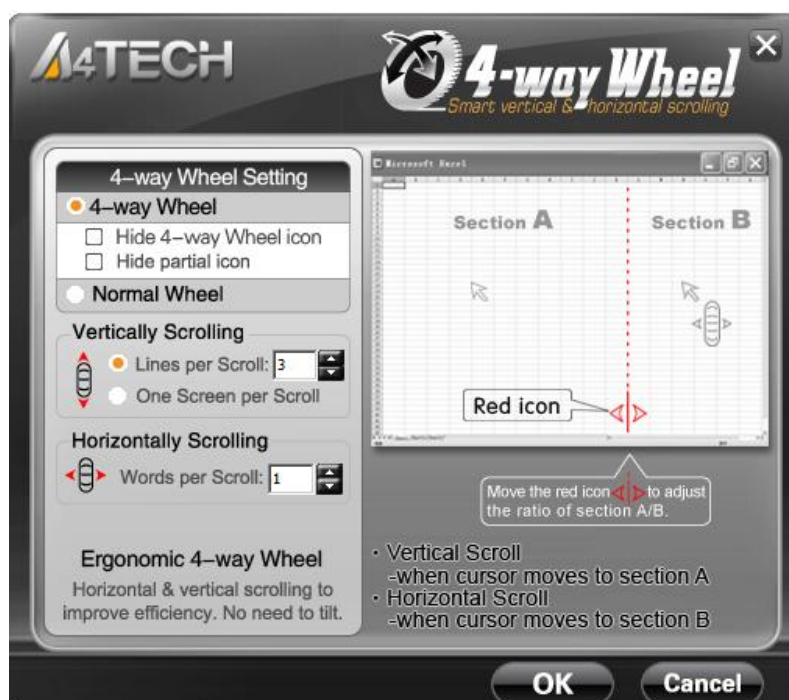 A4TECH
4-way Wheel
Smart vertical & horizontal scrolling
4-way Wheel Setting
4-way Wheel
Hide 4-way Wheel icon
Hide partial icon
Normal Wheel
Vertically Scrolling
Lines per Scroll: 3
One Screen per Scroll
Horizontally Scrolling
Words per Scroll: 1
Ergonomic 4-way Wheel
Horizontal & vertical scrolling to
improve efficiency. No need to tilt.
Microsoft Excel
Section A
Section B
Red icon
Move the red icon to adjust
the ratio of section A/B.
· Vertical Scroll
-when cursor moves to section A
· Horizontal Scroll
-when cursor moves to section B
OK
Cancel